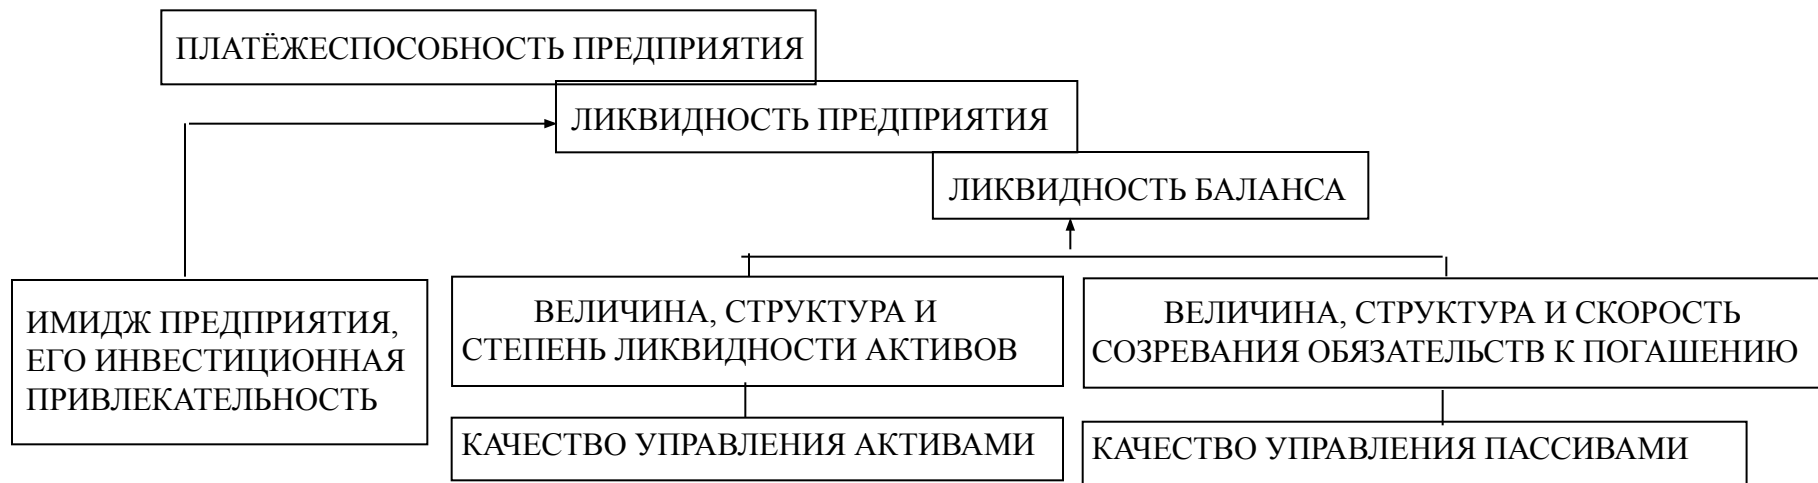 ПЛАТЁЖЕСПОСОБНОСТЬ ПРЕДПРИЯТИЯ
ЛИКВИДНОСТЬ ПРЕДПРИЯТИЯ
ЛИКВИДНОСТЬ БАЛАНСА
ИМИДЖ ПРЕДПРИЯТИЯ,
ЕГО ИНВЕСТИЦИОННАЯ
ПРИВЛЕКАТЕЛЬНОСТЬ
ВЕЛИЧИНА, СТРУКТУРА И
СТЕПЕНЬ ЛИКВИДНОСТИ АКТИВОВ
ВЕЛИЧИНА, СТРУКТУРА И СКОРОСТЬ
СОЗРЕВАНИЯ ОБЯЗАТЕЛЬСТВ К ПОГАШЕНИЮ
КАЧЕСТВО УПРАВЛЕНИЯ АКТИВАМИ
КАЧЕСТВО УПРАВЛЕНИЯ ПАССИВАМИ